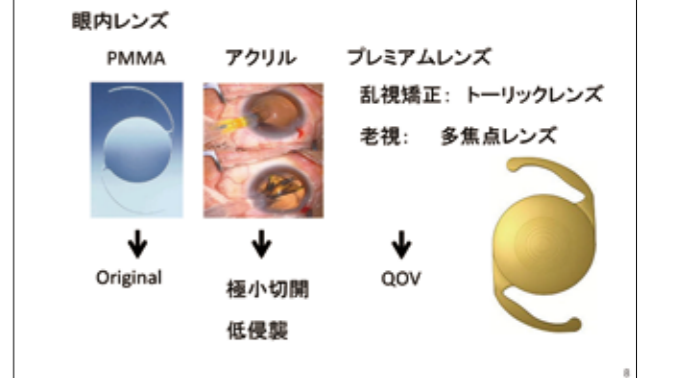 眼内レンズ
PMMA
アクリル
プレミアムレンズ
乱視矯正： トーリックレンズ
老視： 多焦点レンズ
Original
極小切開
低侵襲
QOV
8